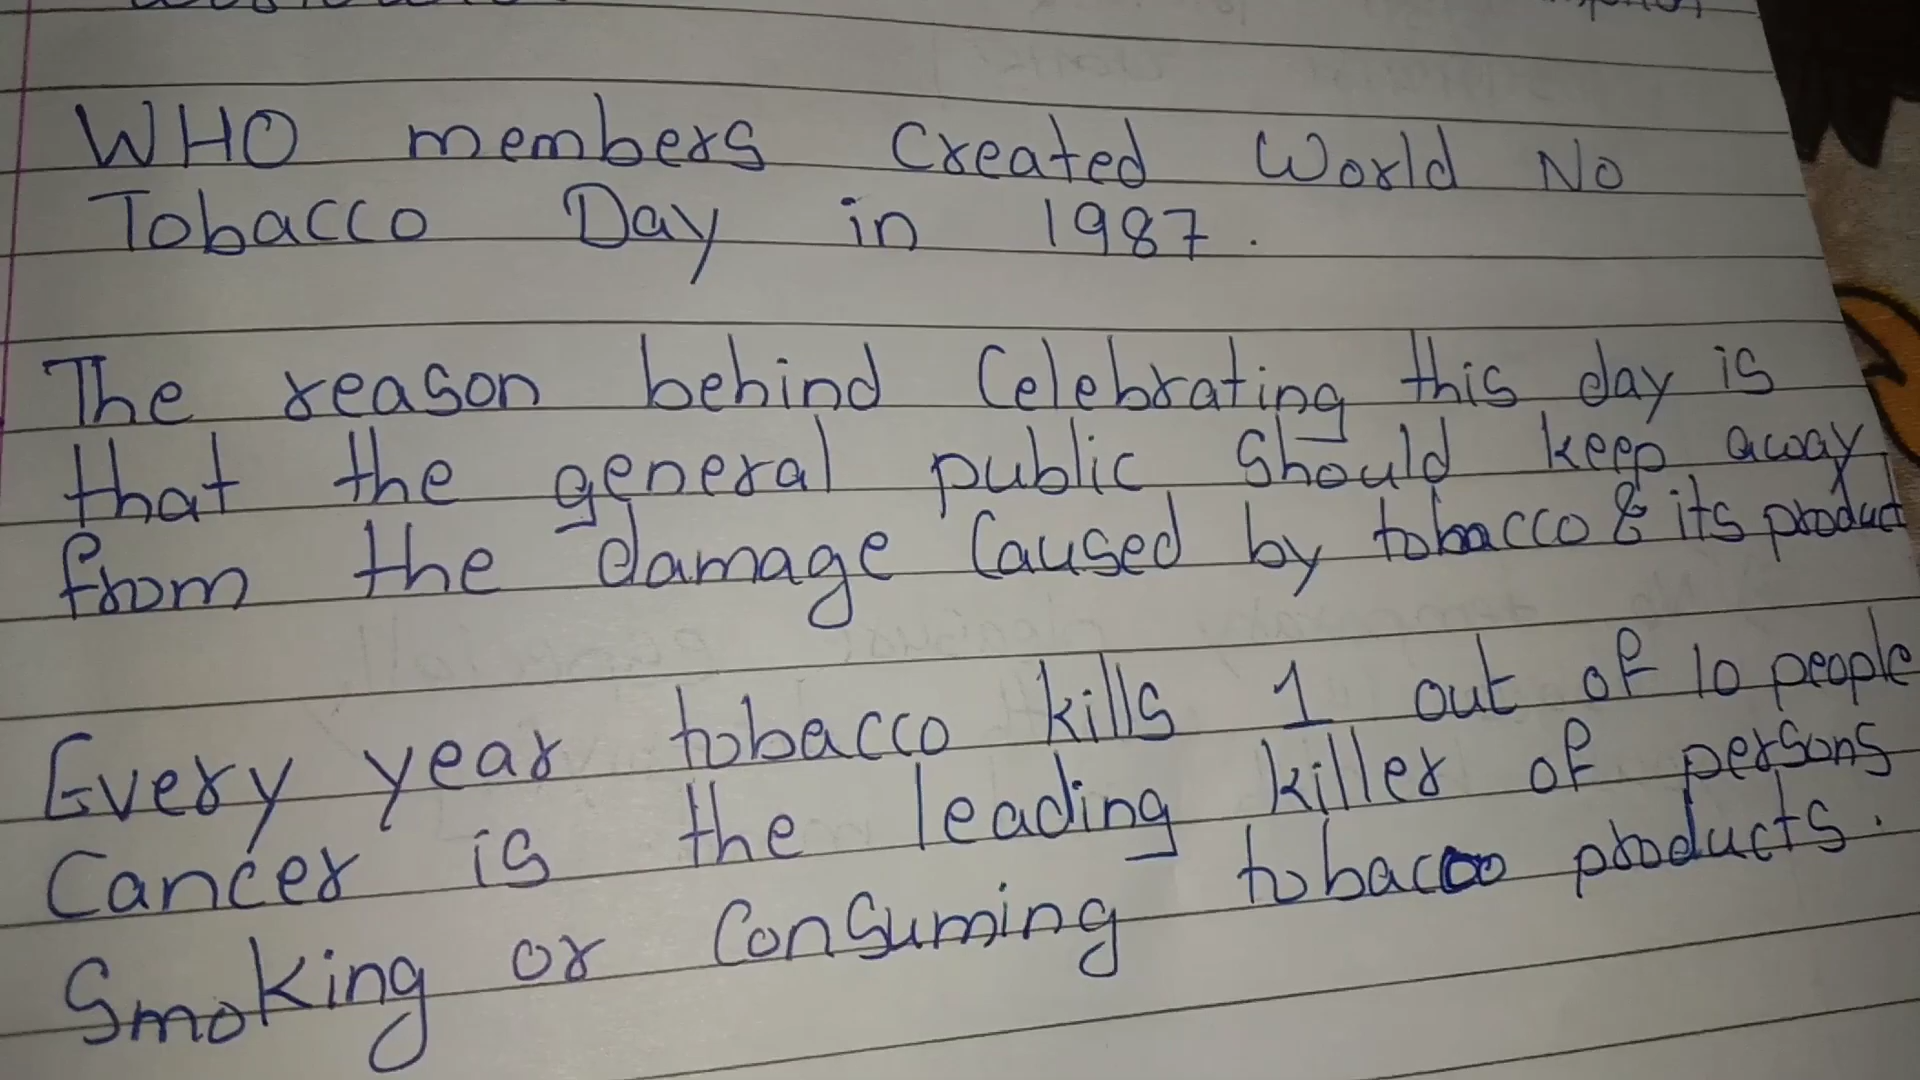 WHO members Created World No
Tobacco Day in 1987.
The reason behind Celebrating this day is
that the general public Should keep away
from the damage Caused by tobacco & its product
Every year tobacco kills 1 out of 10 people
Cancer is the leading killer of persons
Smoking or Consuming tobacco products.